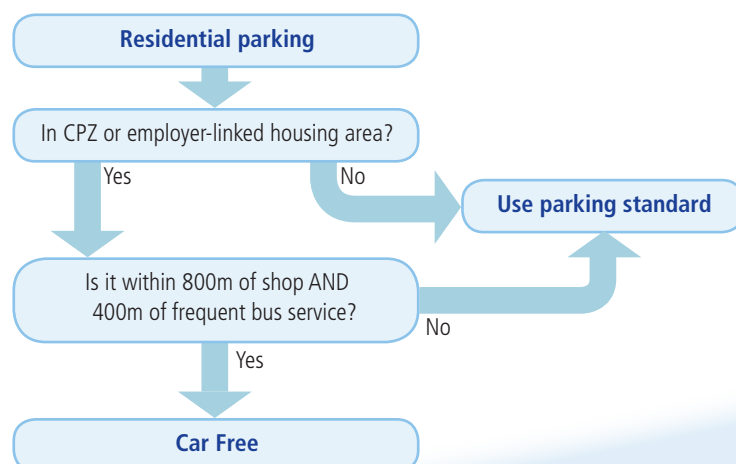 Residential parking
In CPZ or employer-linked housing area?
Yes
No
Use parking standard
Is it within 800m of shop AND
400m of frequent bus service?
No
Yes
Car Free